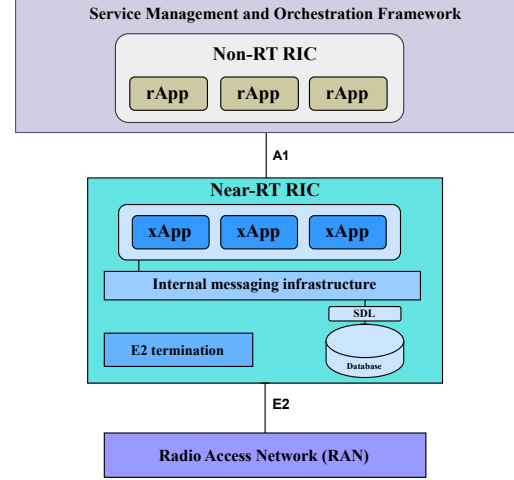 Service Management and Orchestration Framework
Non-RT RIC
rApp rApp rApp
A1
Near-RT RIC
xApp xApp xApp
Internal messaging infrastructure
SDL
E2 termination
Database
E2
Radio Access Network (RAN)